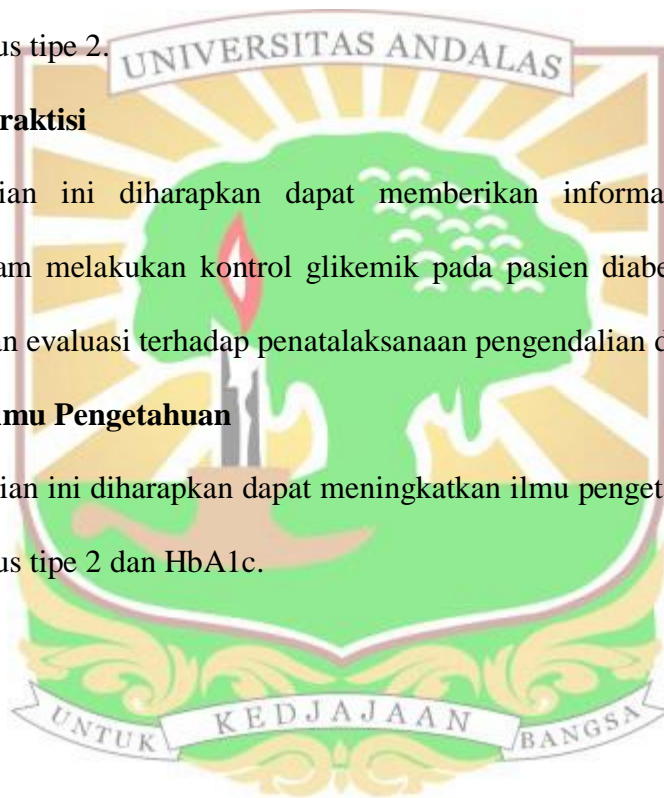 us tipe 2.
UNIVERSITAS ANDALAS
raktisi
ian ini diharapkan dapat memberikan informa
am melakukan kontrol glikemik pada pasien diabe
an evaluasi terhadap penatalaksanaan pengendalian d
lmu Pengetahuan
ian ini diharapkan dapat meningkatkan ilmu penget
us tipe 2 dan HbA1c.
UNTUK KEDJAJAAN BANGSA